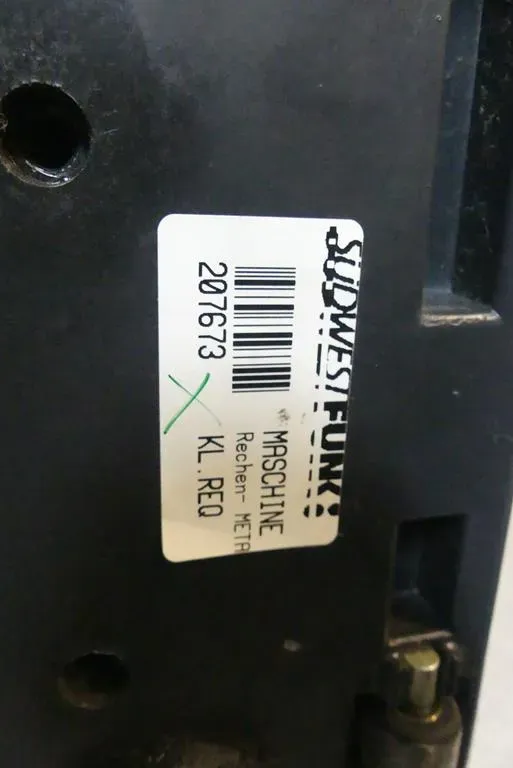 SÜDWESTFUNK:
MASCHINE
Rechen- META
207673 KL.REQ